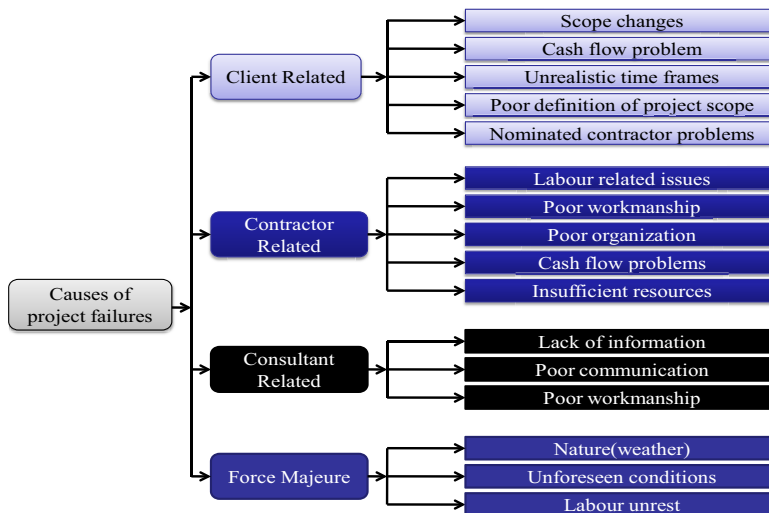 Causes of
project failures
Client Related
Scope changes
Cash flow problem
Unrealistic time frames
Poor definition of project scope
Nominated contractor problems
Contractor
Related
Labour related issues
Poor workmanship
Poor organization
Cash flow problems
Insufficient resources
Consultant
Related
Lack of information
Poor communication
Poor workmanship
Force Majeure
Nature(weather)
Unforeseen conditions
Labour unrest